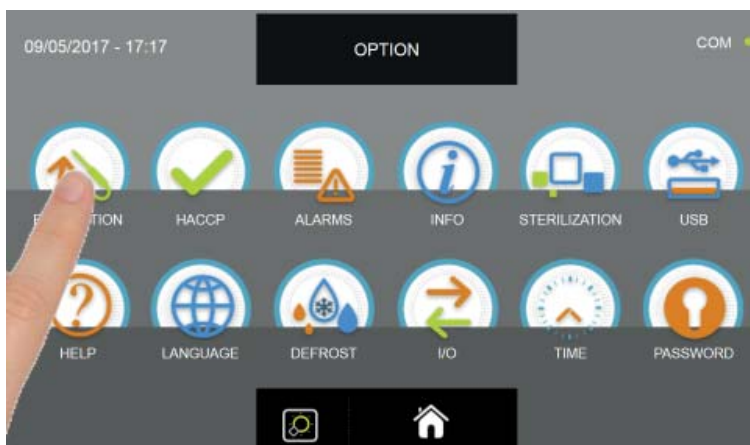 09/05/2017 - 17:17
OPTION
COM
HACCP
ALARMS
INFO
STERILIZATION
USB
HELP
LANGUAGE
DEFROST
I/O
TIME
PASSWORD